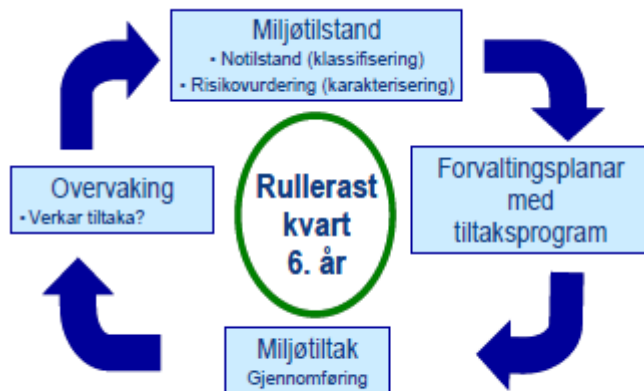 Miljøtilstand
• Notilstand (klassifisering)
• Risikovurdering (karakterisering)
Forvaltingsplanar
med
tiltaksprogram
Overvaking
• Verkar tiltaka?
Rullerast
kvart
6. år
Miljøtiltak
Gjennomføring